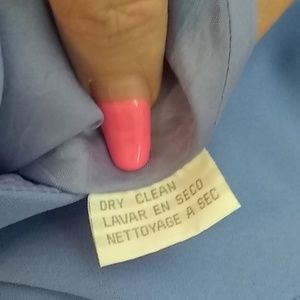 DRY CLEAN
LAVAR EN SECO
NETTOYAGE A SEC